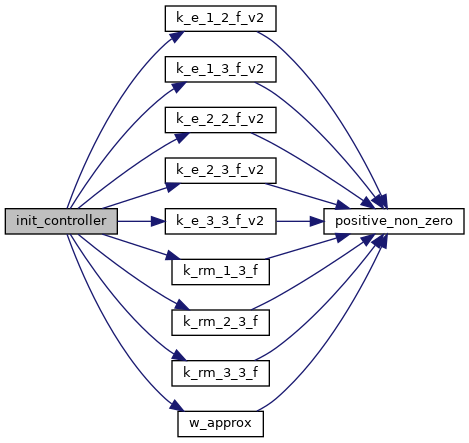 k_e_1_2_f_v2
k_e_1_3_f_v2
k_e_2_2_f_v2
k_e_2_3_f_v2
init_controller
k_e_3_3_f_v2
positive_non_zero
k_rm_1_3_f
k_rm_2_3_f
k_rm_3_3_f
w_approx